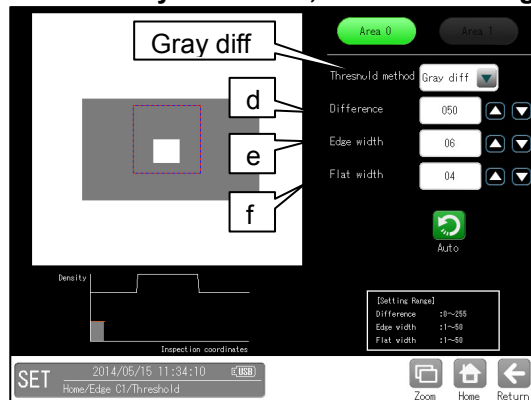 Gray diff
Area 0
Area 1
Threshold method Gray diff
d
Difference 050
e
Edge width 06
f
Flat width 04
Auto
Density
Inspection coordinates
[Setting Range]
Difference :0~255
Edge width :1~50
Flat width :1~50
SET
2014/05/15 11:34:10 USB
Home/Edge C1/Threshold
Zoom Home Return